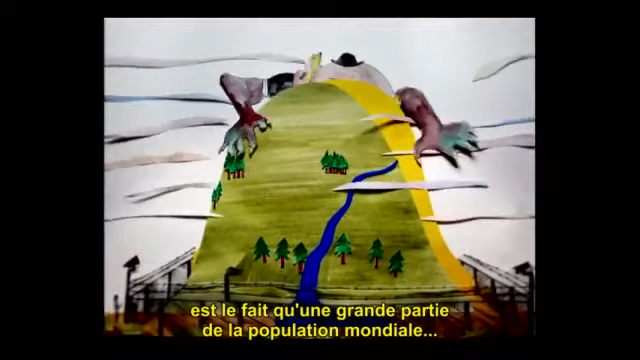 est le fait qu'une grande partie
de la population mondiale...